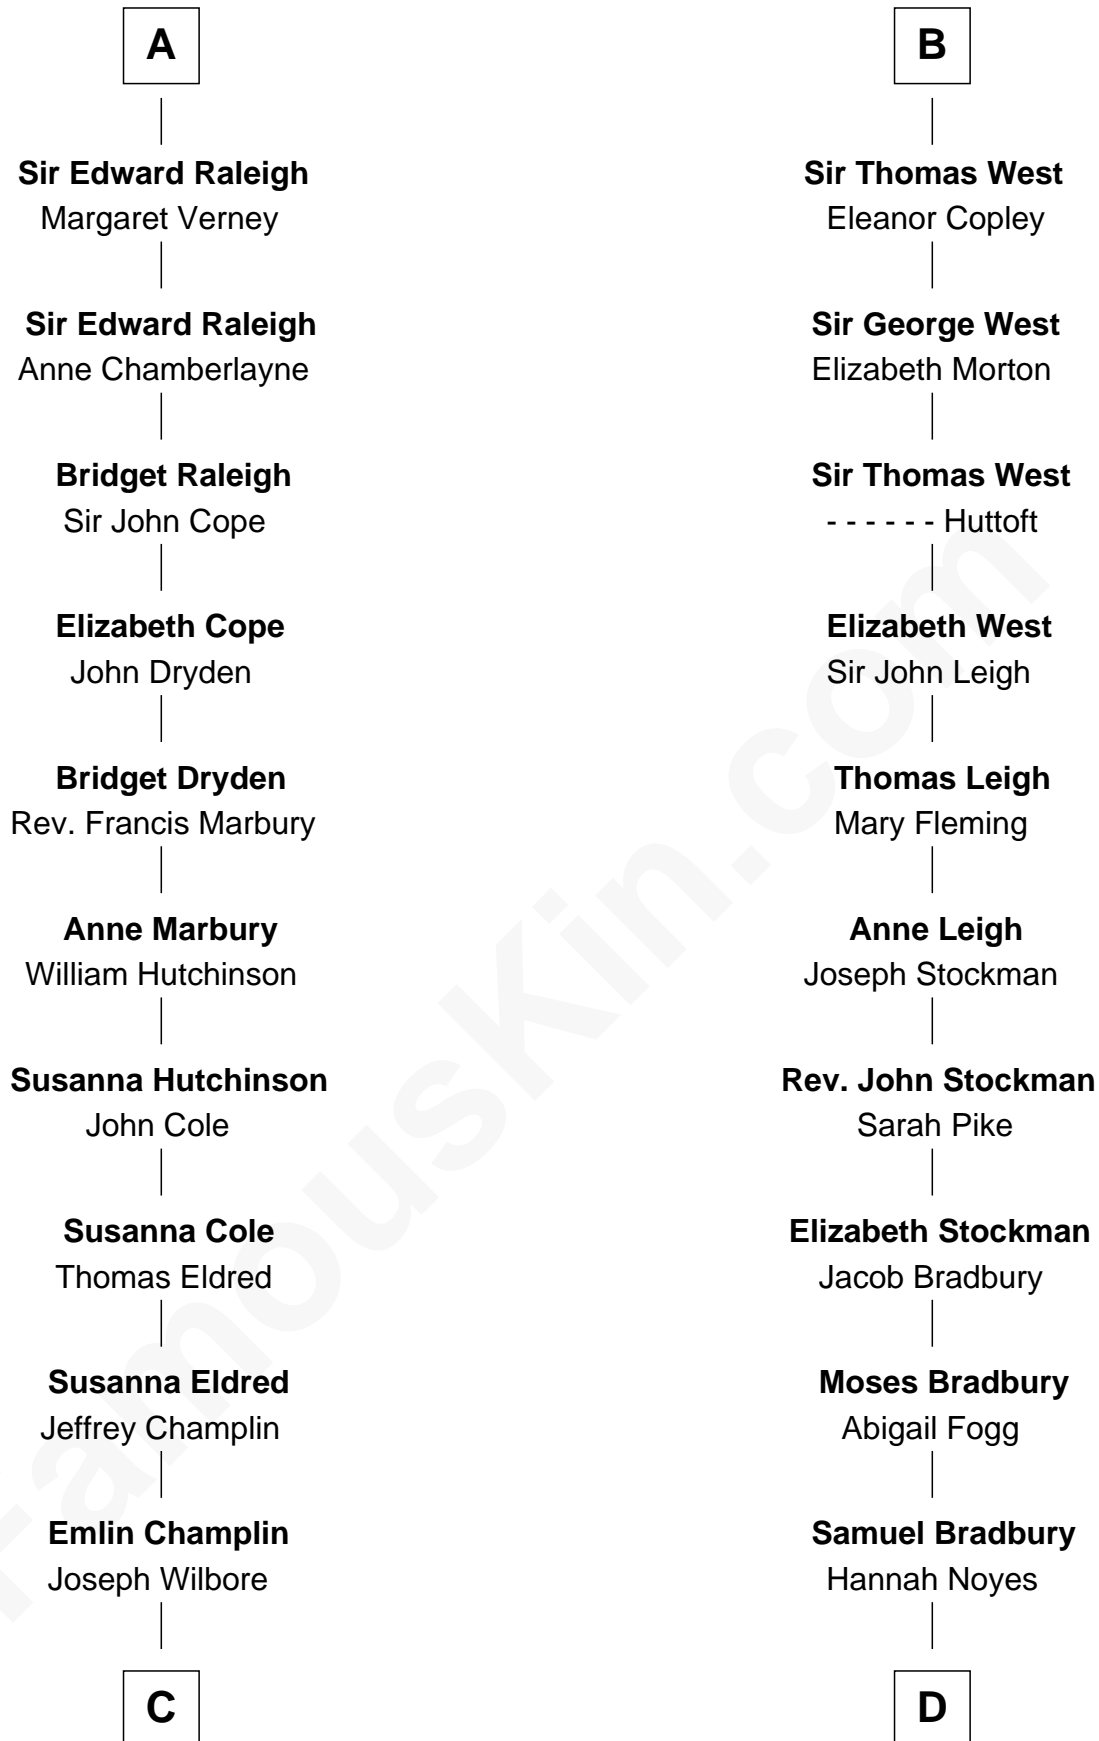 A
Sir Edward Raleigh
Margaret Verney
Sir Edward Raleigh
Anne Chamberlayne
Bridget Raleigh
Sir John Cope
Elizabeth Cope
John Dryden
Bridget Dryden
Rev. Francis Marbury
Anne Marbury
William Hutchinson
Susanna Hutchinson
John Cole
Susanna Cole
Thomas Eldred
Susanna Eldred
Jeffrey Champlin
Emlin Champlin
Joseph Wilbore
C
B
Sir Thomas West
Eleanor Copley
Sir George West
Elizabeth Morton
Sir Thomas West
- - - - - - Huttoft
Elizabeth West
Sir John Leigh
Thomas Leigh
Mary Fleming
Anne Leigh
Joseph Stockman
Rev. John Stockman
Sarah Pike
Elizabeth Stockman
Jacob Bradbury
Moses Bradbury
Abigail Fogg
Samuel Bradbury
Hannah Noyes
D
FamousKin.com